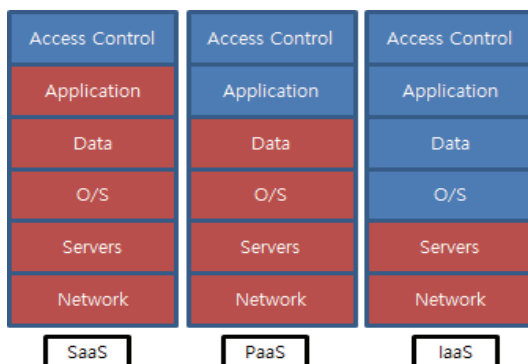 Access Control Access Control Access Control
Application Application Application
Data Data Data
O/S O/S O/S
Servers Servers Servers
Network Network Network
SaaS PaaS IaaS